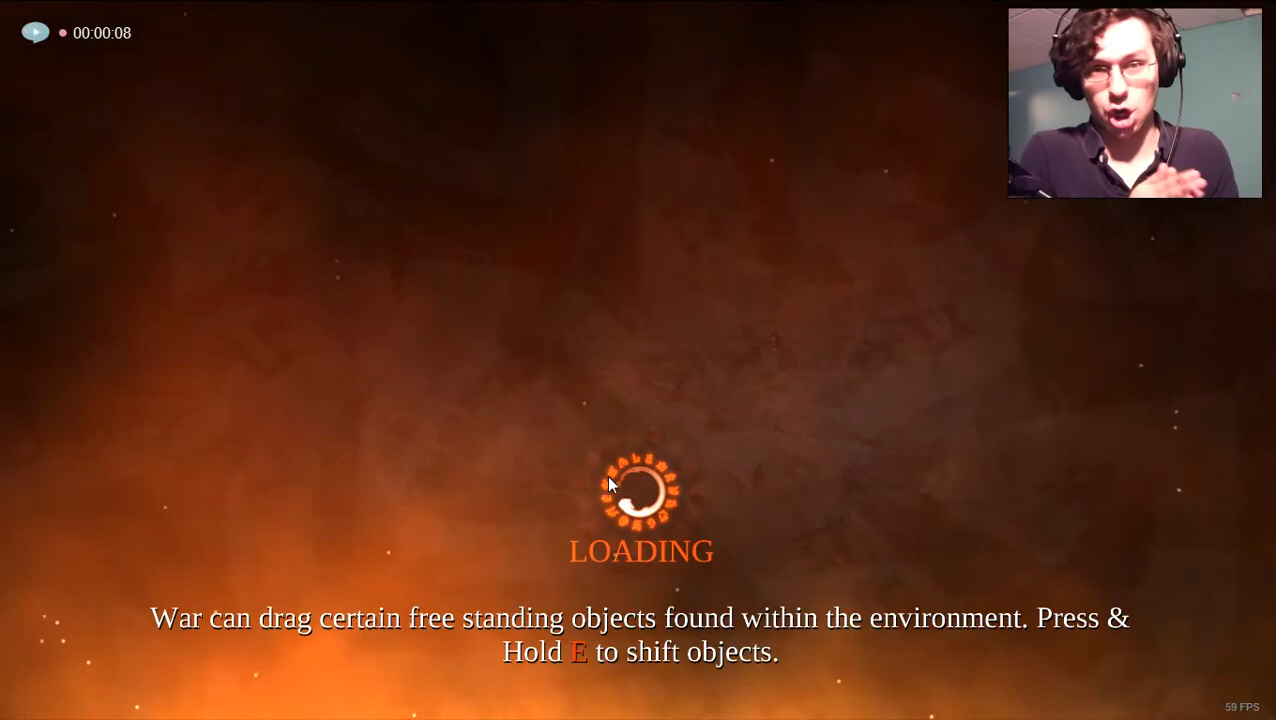 00:00:08
LOADING
War can drag certain free standing objects found within the environment. Press &
Hold E to shift objects.
59 FPS